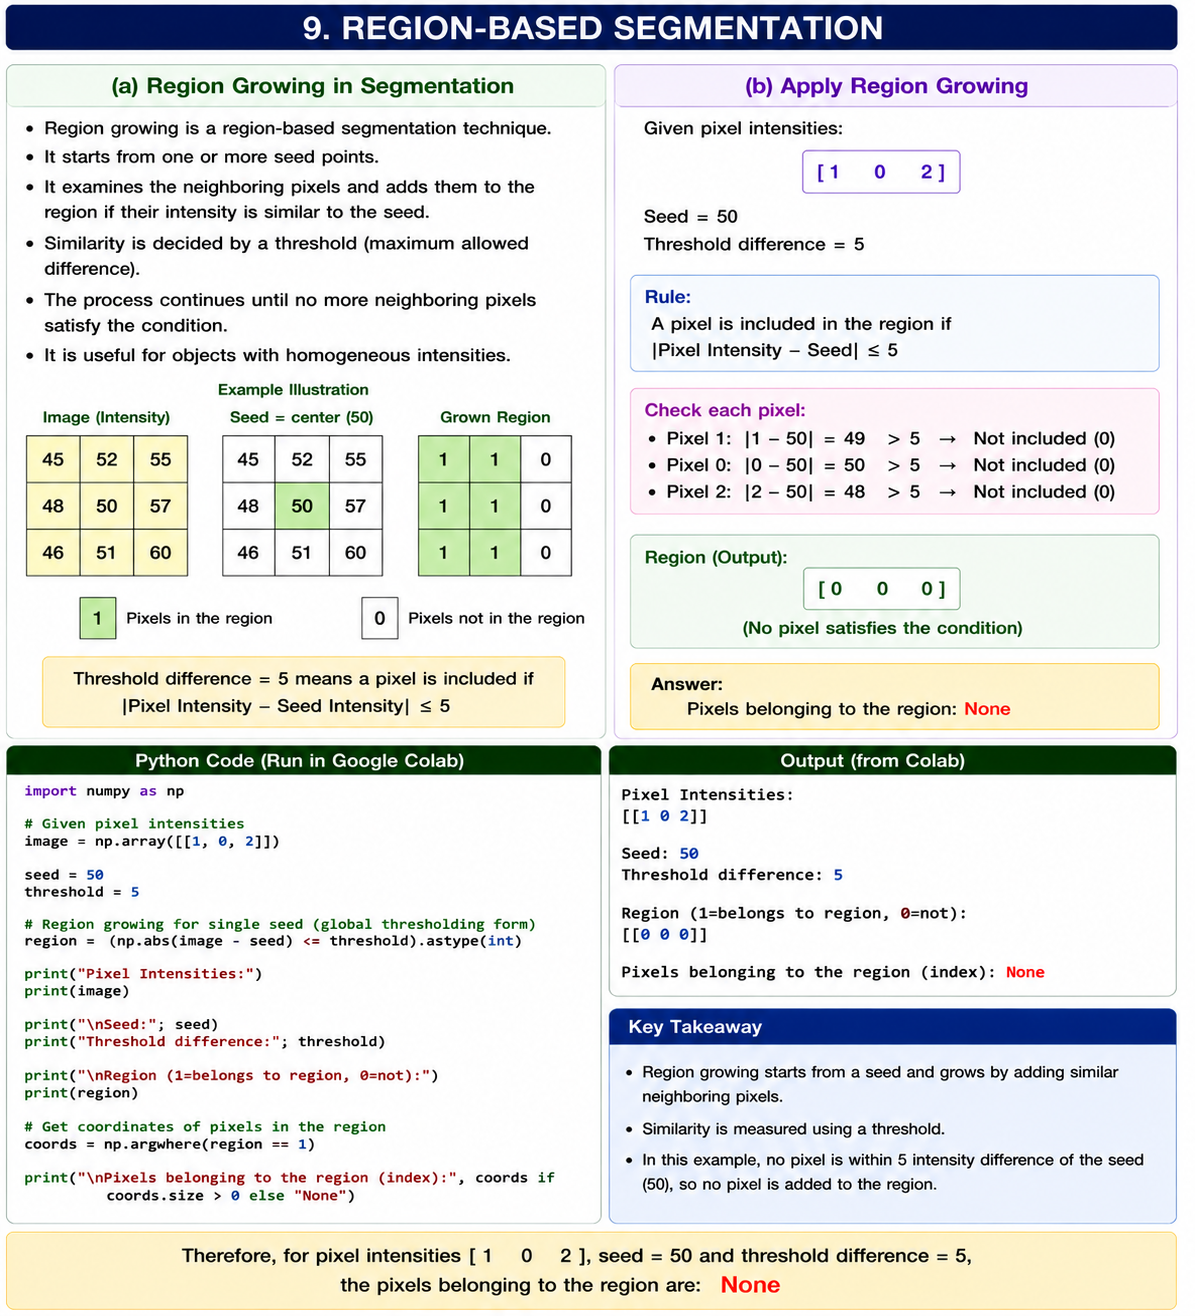 9. REGION-BASED SEGMENTATION
(a) Region Growing in Segmentation
• Region growing is a region-based segmentation technique.
• It starts from one or more seed points.
• It examines the neighboring pixels and adds them to the
region if their intensity is similar to the seed.
• Similarity is decided by a threshold (maximum allowed
difference).
• The process continues until no more neighboring pixels
satisfy the condition.
• It is useful for objects with homogeneous intensities.
Example Illustration
Image (Intensity)
45 52 55
48 50 57
46 51 60
Seed = center (50)
45 52 55
48 50 57
46 51 60
Grown Region
1 1 0
1 1 0
1 1 0
1 Pixels in the region
0 Pixels not in the region
Threshold difference = 5 means a pixel is included if
|Pixel Intensity – Seed Intensity| ≤ 5
(b) Apply Region Growing
Given pixel intensities:
[ 1 0 2 ]
Seed = 50
Threshold difference = 5
Rule:
A pixel is included in the region if
|Pixel Intensity – Seed| ≤ 5
Check each pixel:
• Pixel 1: |1 – 50| = 49 > 5 → Not included (0)
• Pixel 0: |0 – 50| = 50 > 5 → Not included (0)
• Pixel 2: |2 – 50| = 48 > 5 → Not included (0)
Region (Output):
[ 0 0 0 ]
(No pixel satisfies the condition)
Answer:
Pixels belonging to the region: None
Python Code (Run in Google Colab)
import numpy as np
# Given pixel intensities
image = np.array([[1, 0, 2]])
seed = 50
threshold = 5
# Region growing for single seed (global thresholding form)
region = (np.abs(image - seed) <= threshold).astype(int)
print("Pixel Intensities:")
print(image)
print("\nSeed:"; seed)
print("Threshold difference:"; threshold)
print("\nRegion (1=belongs to region, 0=not):")
print(region)
# Get coordinates of pixels in the region
coords = np.argwhere(region == 1)
print("\nPixels belonging to the region (index):", coords if
coords.size > 0 else "None")
Output (from Colab)
Pixel Intensities:
[[1 0 2]]
Seed: 50
Threshold difference: 5
Region (1=belongs to region, 0=not):
[[0 0 0]]
Pixels belonging to the region (index): None
Key Takeaway
• Region growing starts from a seed and grows by adding similar
neighboring pixels.
• Similarity is measured using a threshold.
• In this example, no pixel is within 5 intensity difference of the seed
(50), so no pixel is added to the region.
Therefore, for pixel intensities [ 1 0 2 ], seed = 50 and threshold difference = 5,
the pixels belonging to the region are: None